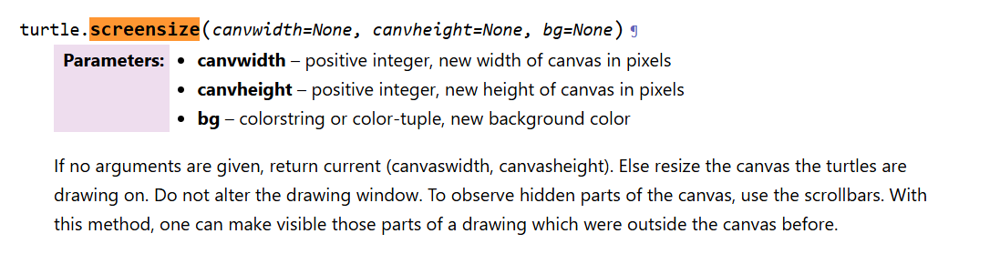 turtle.screensize(canvwidth=None, canvheight=None, bg=None) ¶
Parameters: • canvwidth – positive integer, new width of canvas in pixels
• canvheight – positive integer, new height of canvas in pixels
• bg – colorstring or color-tuple, new background color
If no arguments are given, return current (canvaswidth, canvasheight). Else resize the canvas the turtles are
drawing on. Do not alter the drawing window. To observe hidden parts of the canvas, use the scrollbars. With
this method, one can make visible those parts of a drawing which were outside the canvas before.